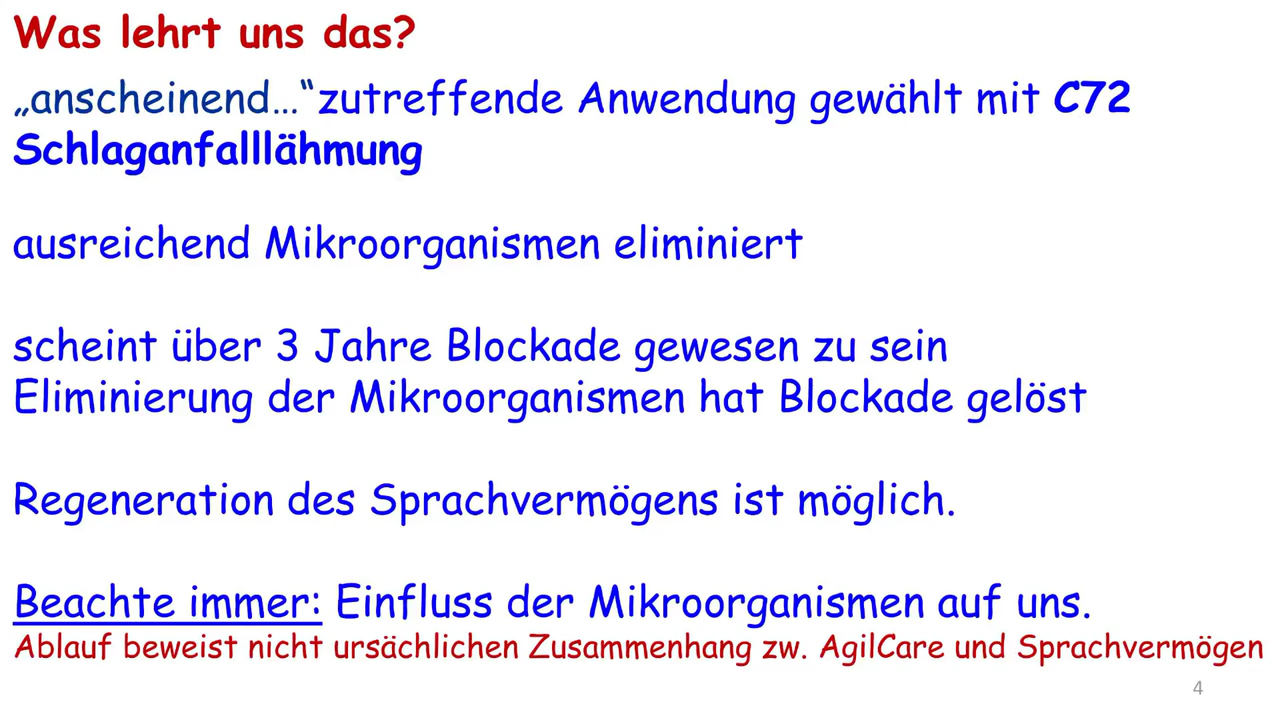 Was lehrt uns das?
„anscheinend…“zutreffende Anwendung gewählt mit C72
Schlaganfalllähmung
ausreichend Mikroorganismen eliminiert
scheint über 3 Jahre Blockade gewesen zu sein
Eliminierung der Mikroorganismen hat Blockade gelöst
Regeneration des Sprachvermögens ist möglich.
Beachte immer: Einfluss der Mikroorganismen auf uns.
Ablauf beweist nicht ursächlichen Zusammenhang zw. AgilCare und Sprachvermögen
4